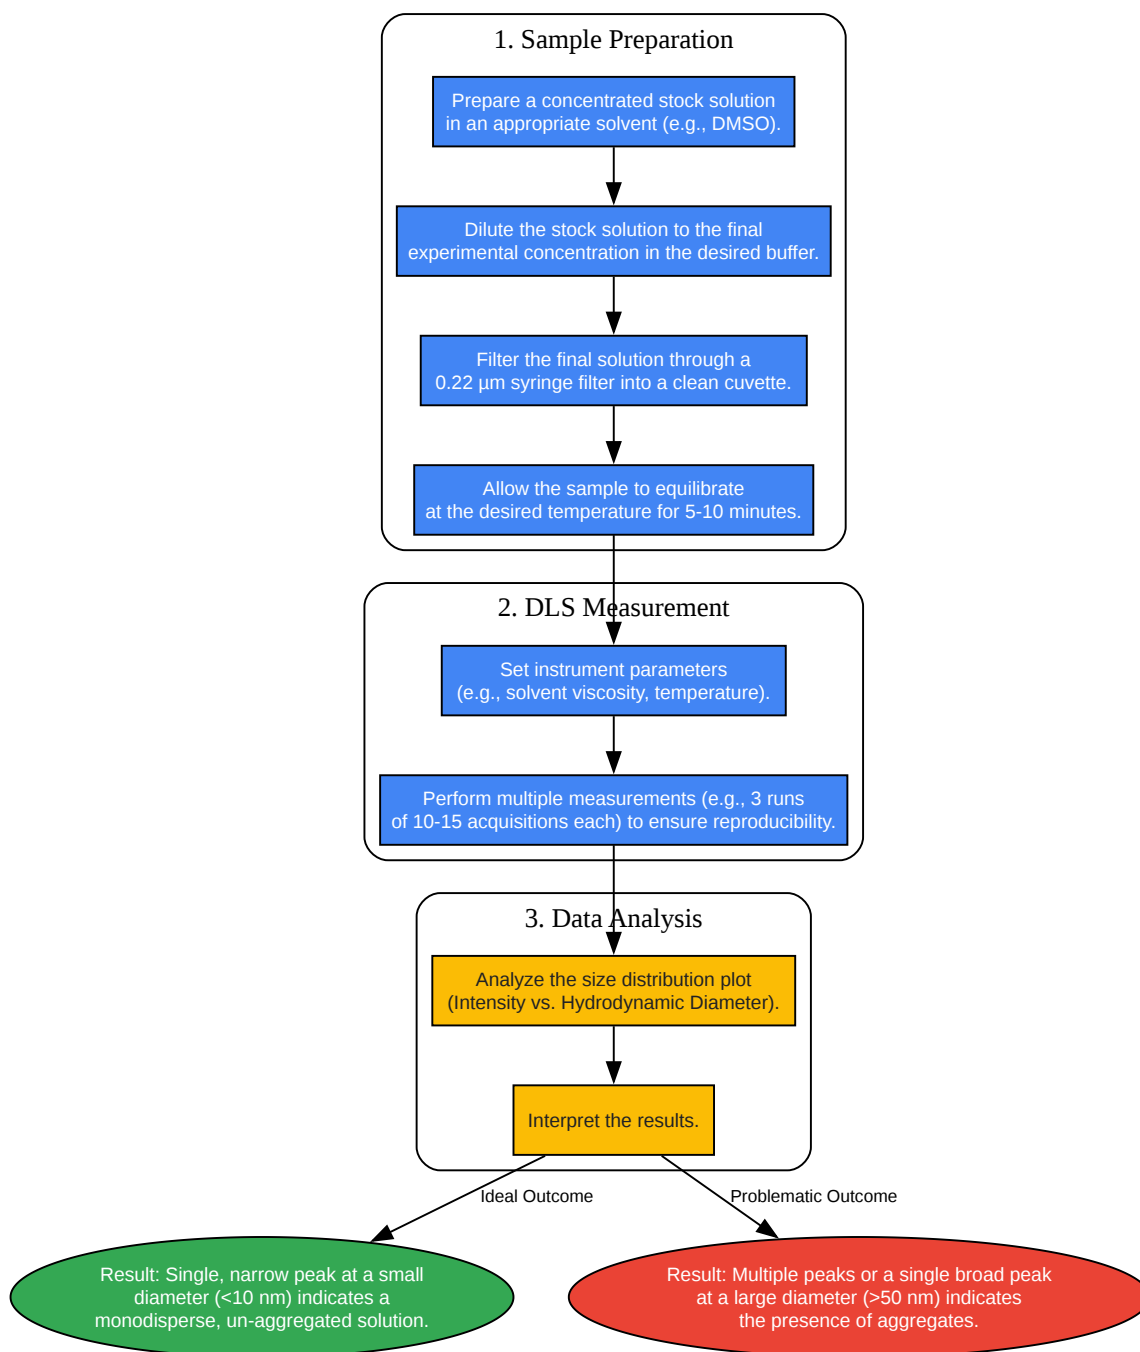 1. Sample Preparation
Prepare a concentrated stock solution
in an appropriate solvent (e.g., DMSO).
Dilute the stock solution to the final
experimental concentration in the desired buffer.
Filter the final solution through a
0.22 µm syringe filter into a clean cuvette.
Allow the sample to equilibrate
at the desired temperature for 5-10 minutes.
2. DLS Measurement
Set instrument parameters
(e.g., solvent viscosity, temperature).
Perform multiple measurements (e.g., 3 runs
of 10-15 acquisitions each) to ensure reproducibility.
3. Data Analysis
Analyze the size distribution plot
(Intensity vs. Hydrodynamic Diameter).
Interpret the results.
Ideal Outcome
Problematic Outcome
Result: Single, narrow peak at a small
diameter (<10 nm) indicates a
monodisperse, un-aggregated solution.
Result: Multiple peaks or a single broad peak
at a large diameter (>50 nm) indicates
the presence of aggregates.